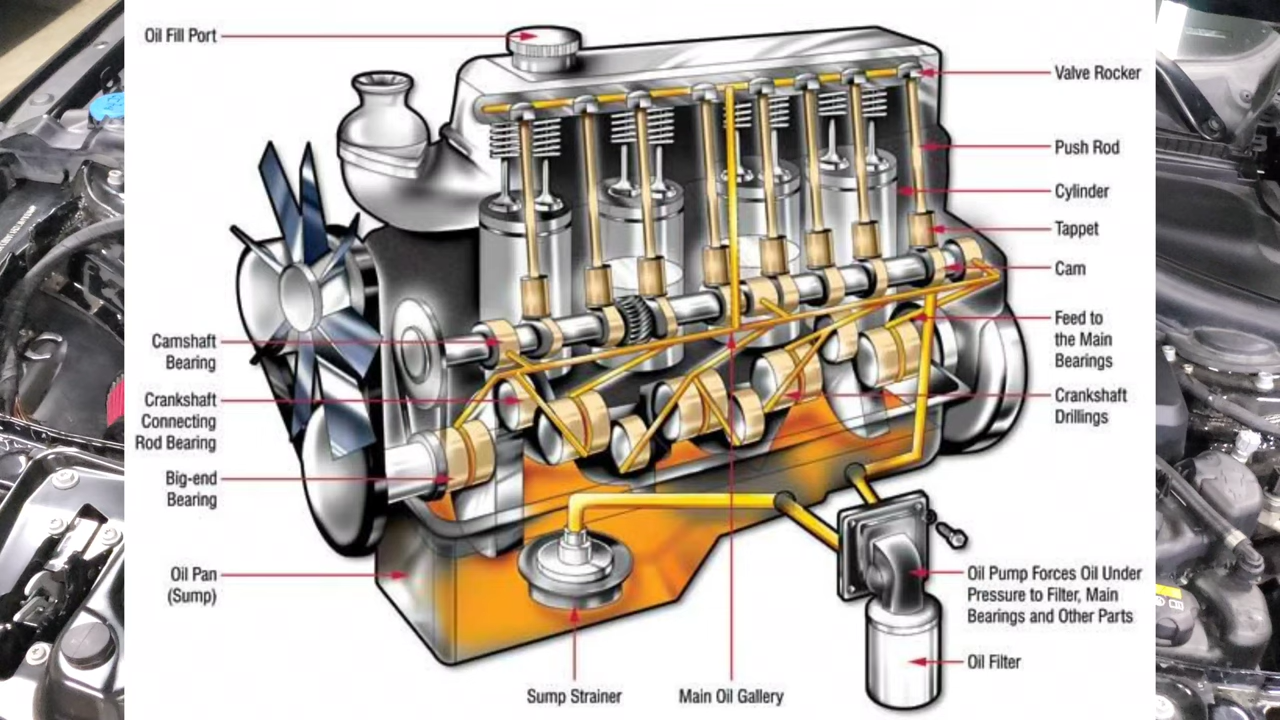 Oil Fill Port
Valve Rocker
Push Rod
Cylinder
Tappet
Cam
Feed to
the Main
Bearings
Crankshaft
Drillings
Camshaft
Bearing
Crankshaft
Connecting
Rod Bearing
Big-end
Bearing
Oil Pan
(Sump)
Oil Pump Forces Oil Under
Pressure to Filter, Main
Bearings and Other Parts
Oil Filter
Sump Strainer
Main Oil Gallery